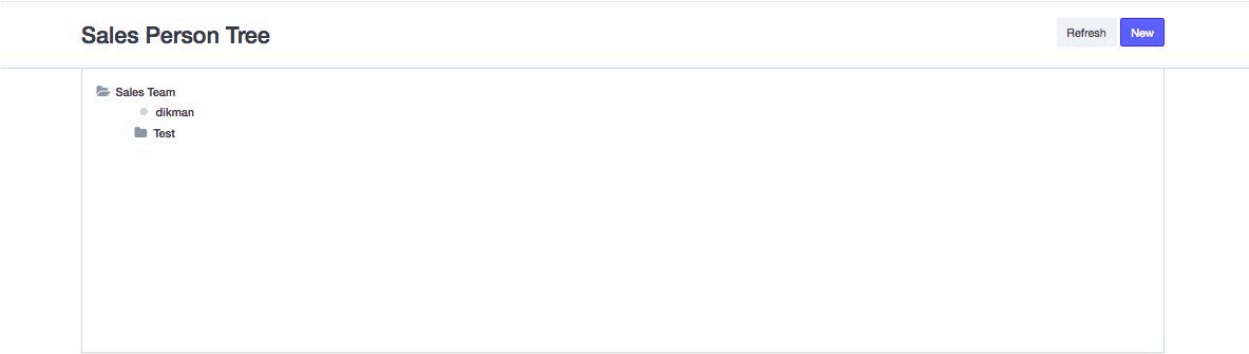 Sales Person Tree
Refresh
New
Sales Team
dikman
Test